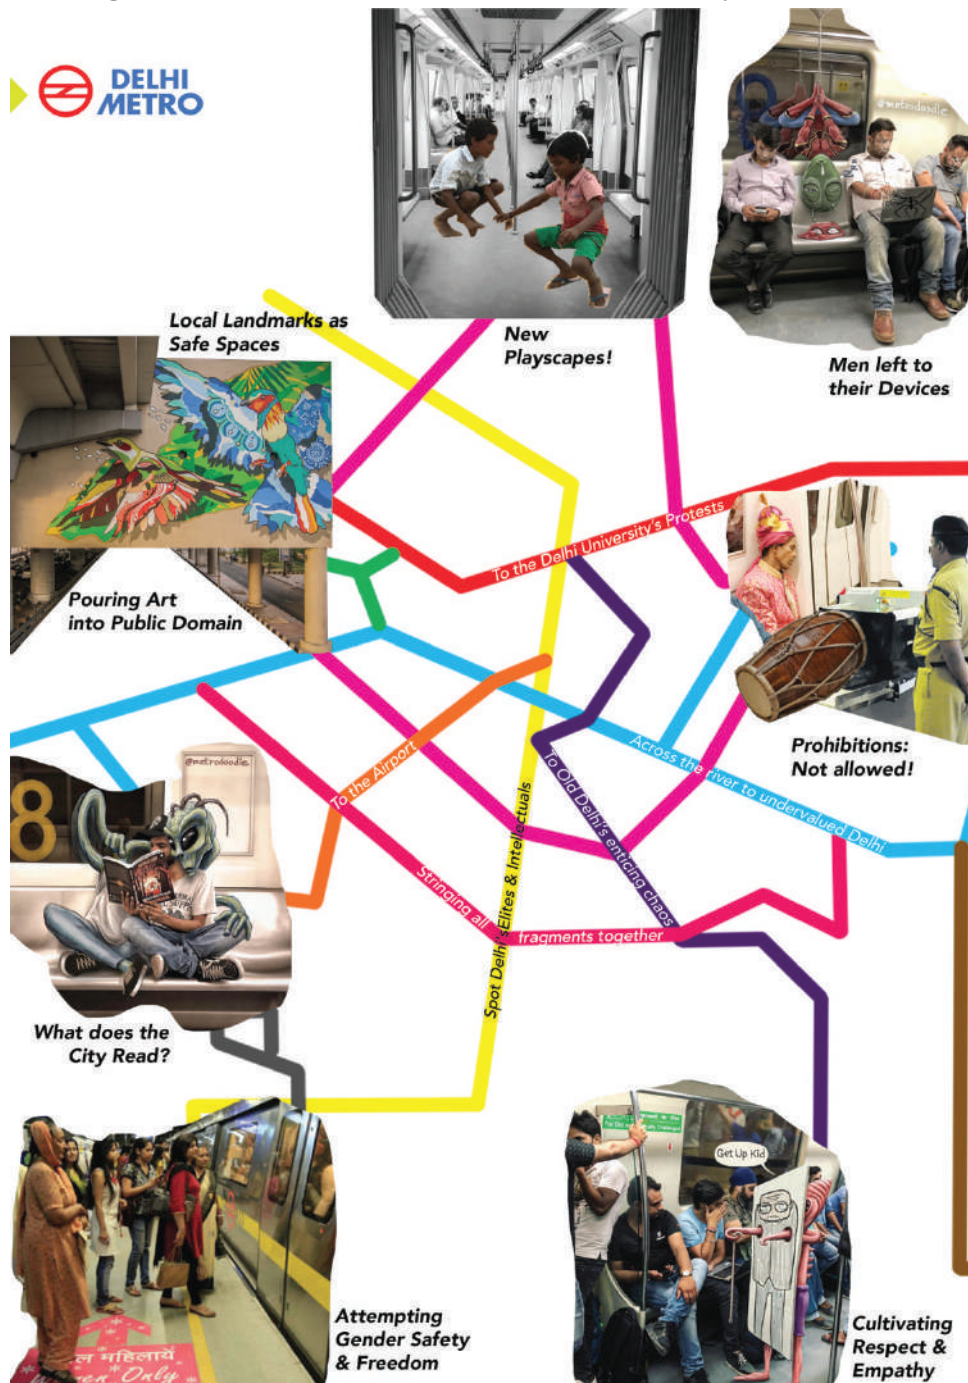 DELHI
METRO
@metrodoodle
Local Landmarks as
Safe Spaces
New
Playscapes!
Men left to
their Devices
To the Delhi University's Protests
Pouring Art
into Public Domain
Prohibitions:
Not allowed!
To the Airport
Across the river to undervalued Delhi
To Old Delhi's enticing chaos
Spot Delhi'sElites & Intellectuals
Stringing all
fragments together
@metrodoodle
8
What does the
City Read?
Get Up Kid
महिलायें
Only
Attempting
Gender Safety
& Freedom
Cultivating
Respect &
Empathy